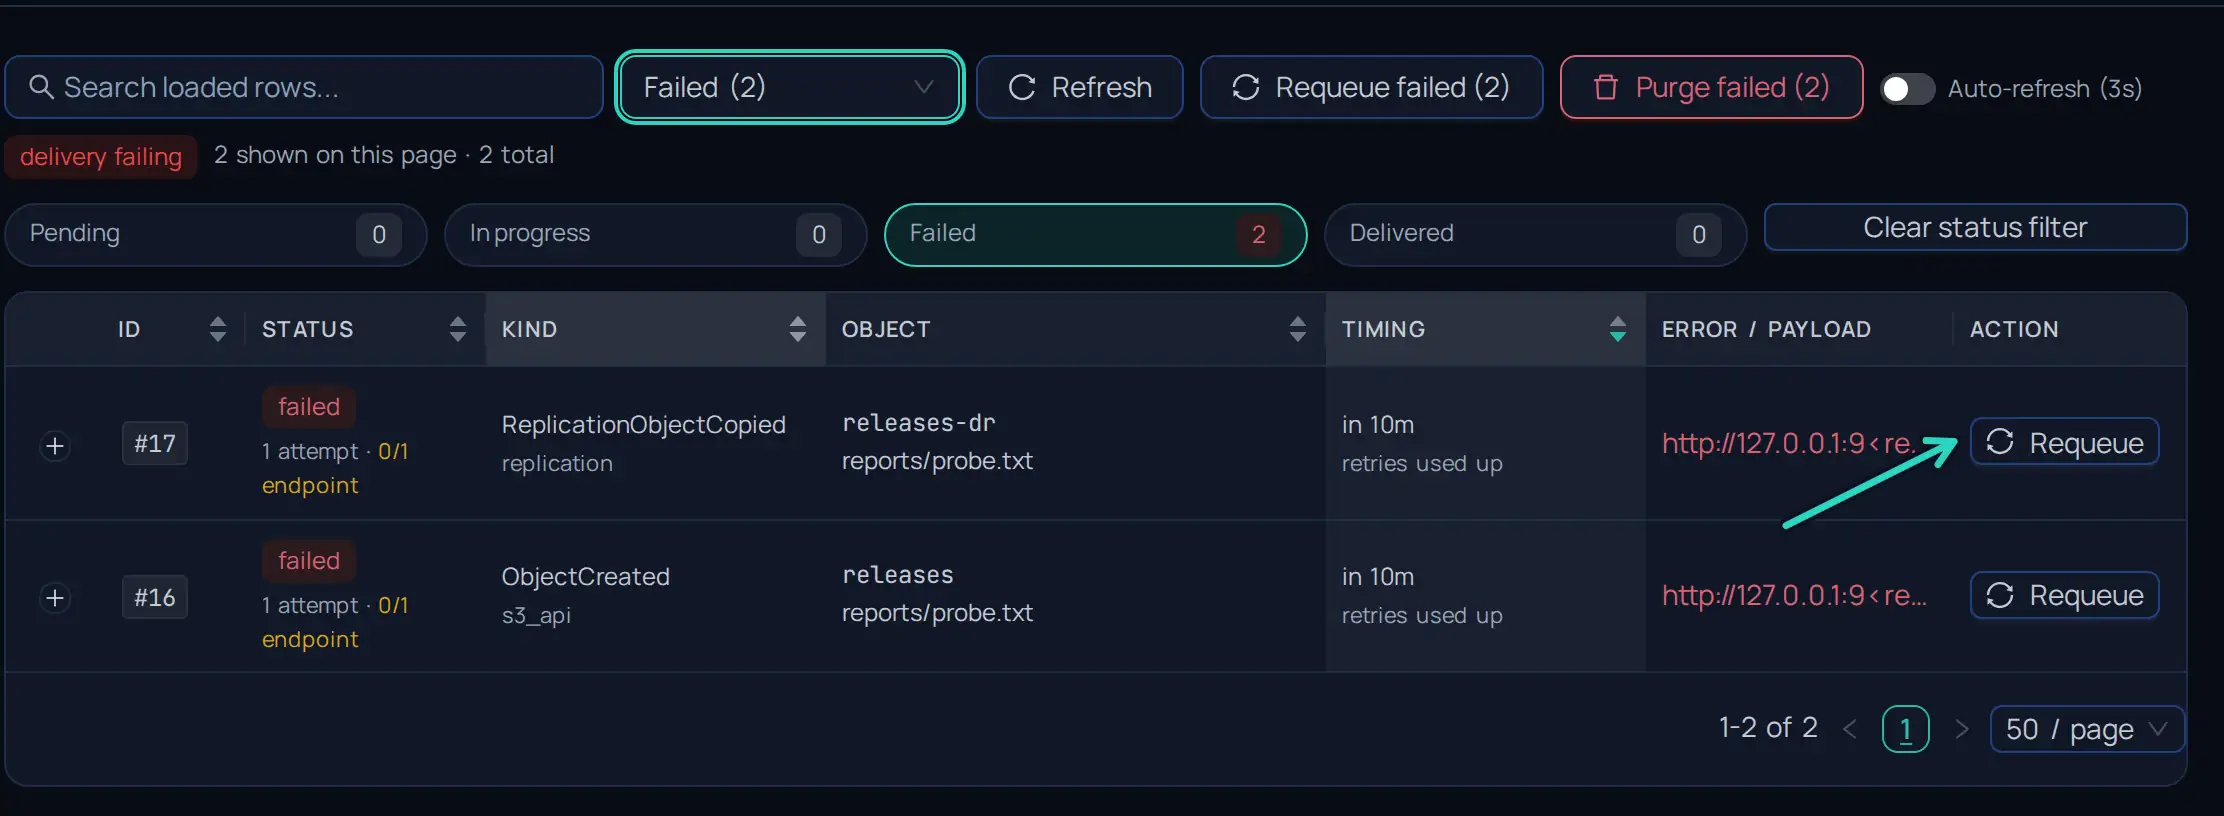 Search loaded rows...
Failed (2)
Refresh
Requeue failed (2)
Purge failed (2)
Auto-refresh (3s)
delivery failing
2 shown on this page · 2 total
Pending 0
In progress 0
Failed 2
Delivered 0
Clear status filter
ID STATUS KIND OBJECT TIMING ERROR / PAYLOAD ACTION
#17
failed
1 attempt · 0/1
endpoint
ReplicationObjectCopied
replication
releases-dr
reports/probe.txt
in 10m
retries used up
http://127.0.0.1:9<re...
Requeue
#16
failed
1 attempt · 0/1
endpoint
ObjectCreated
s3_api
releases
reports/probe.txt
in 10m
retries used up
http://127.0.0.1:9<re...
Requeue
1-2 of 2
1
50 / page